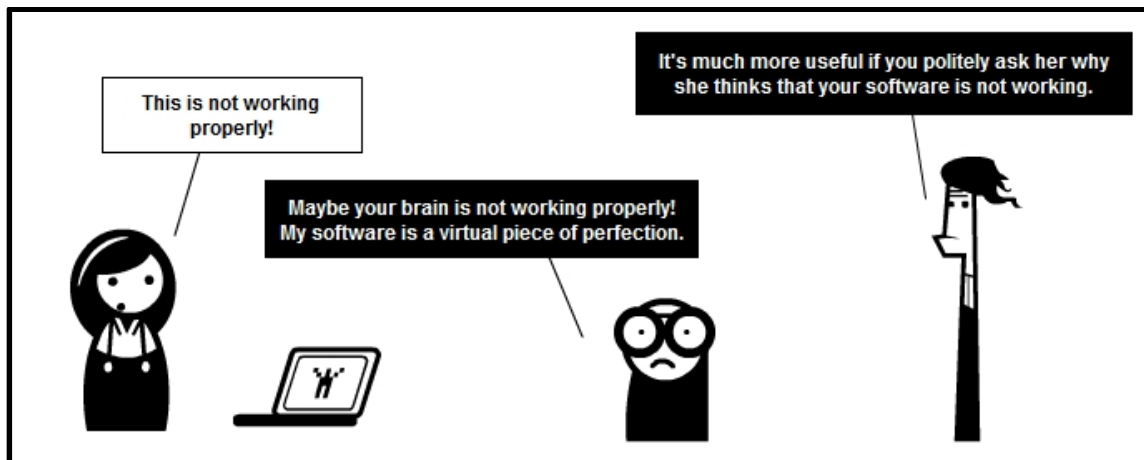 This is not working
properly!
Maybe your brain is not working properly!
My software is a virtual piece of perfection.
It's much more useful if you politely ask her why
she thinks that your software is not working.